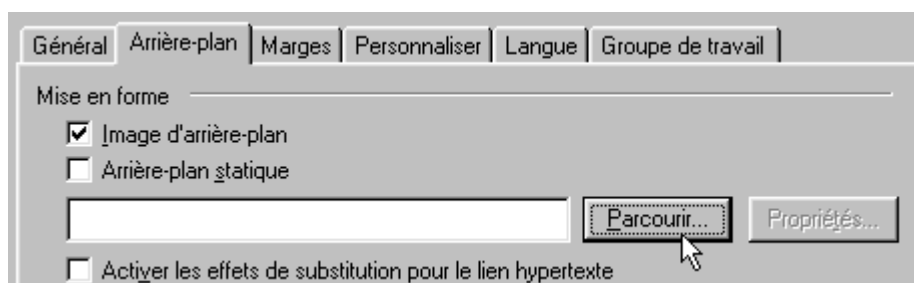 Général Arrière-plan Marges Personnaliser Langue Groupe de travail
Mise en forme
Image d'arrière-plan
Arrière-plan statique
Parcourir... Propriétés...
Activer les effets de substitution pour le lien hypertexte